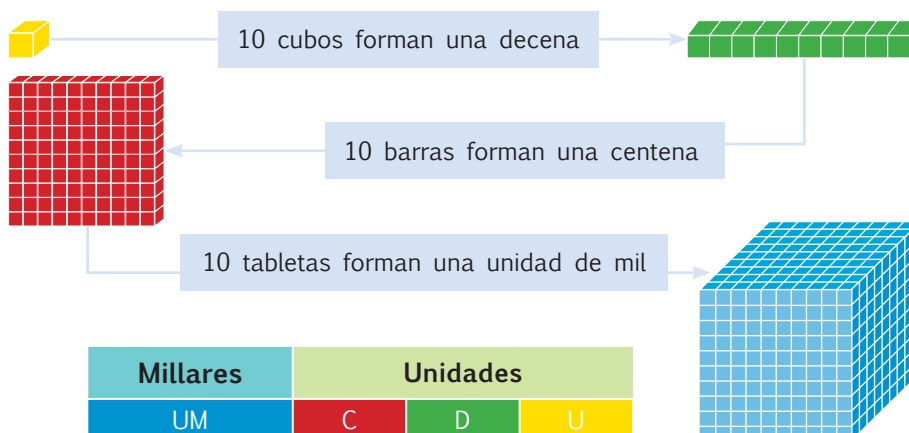 10 cubos forman una decena
10 barras forman una centena
10 tabletas forman una unidad de mil
Millares Unidades
UM C D U